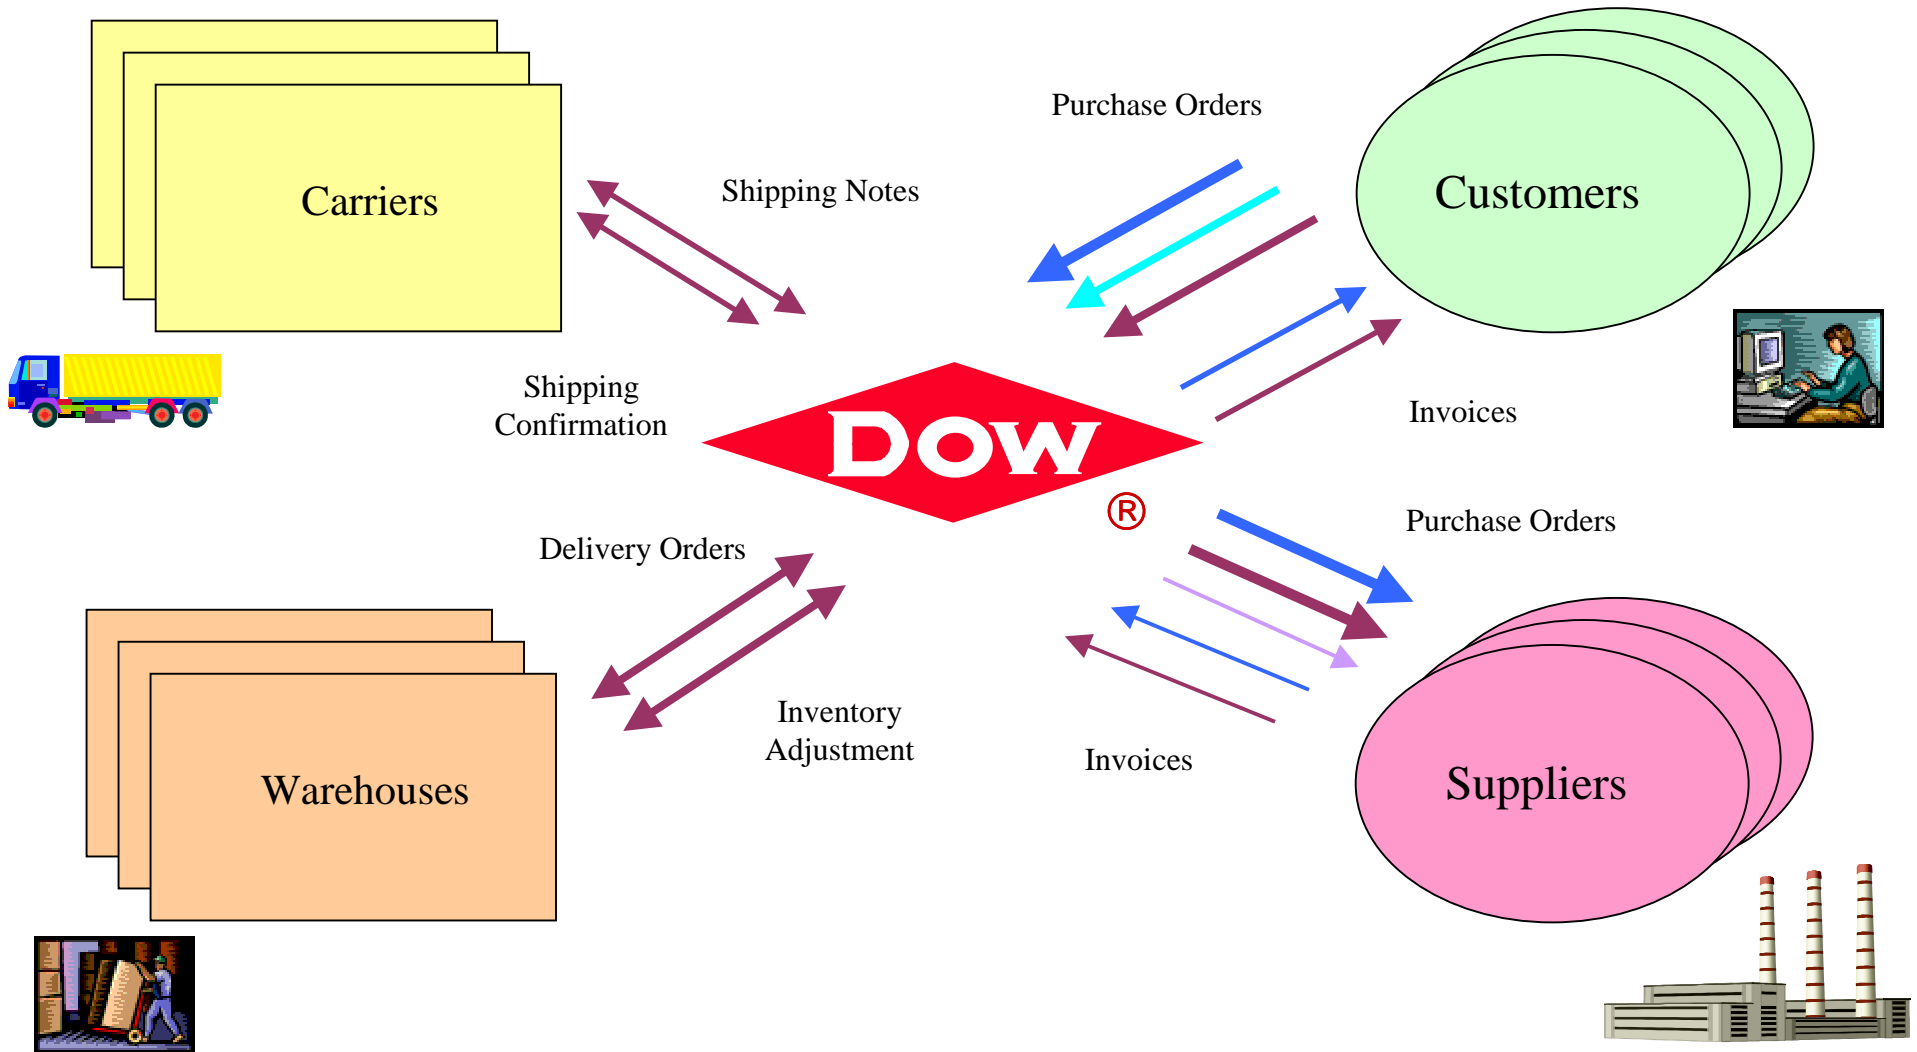 Purchase Orders
Shipping Notes
Carriers
Customers
Shipping
Confirmation
Invoices
DOW
®
Purchase Orders
Delivery Orders
Inventory
Adjustment
Invoices
Warehouses
Suppliers